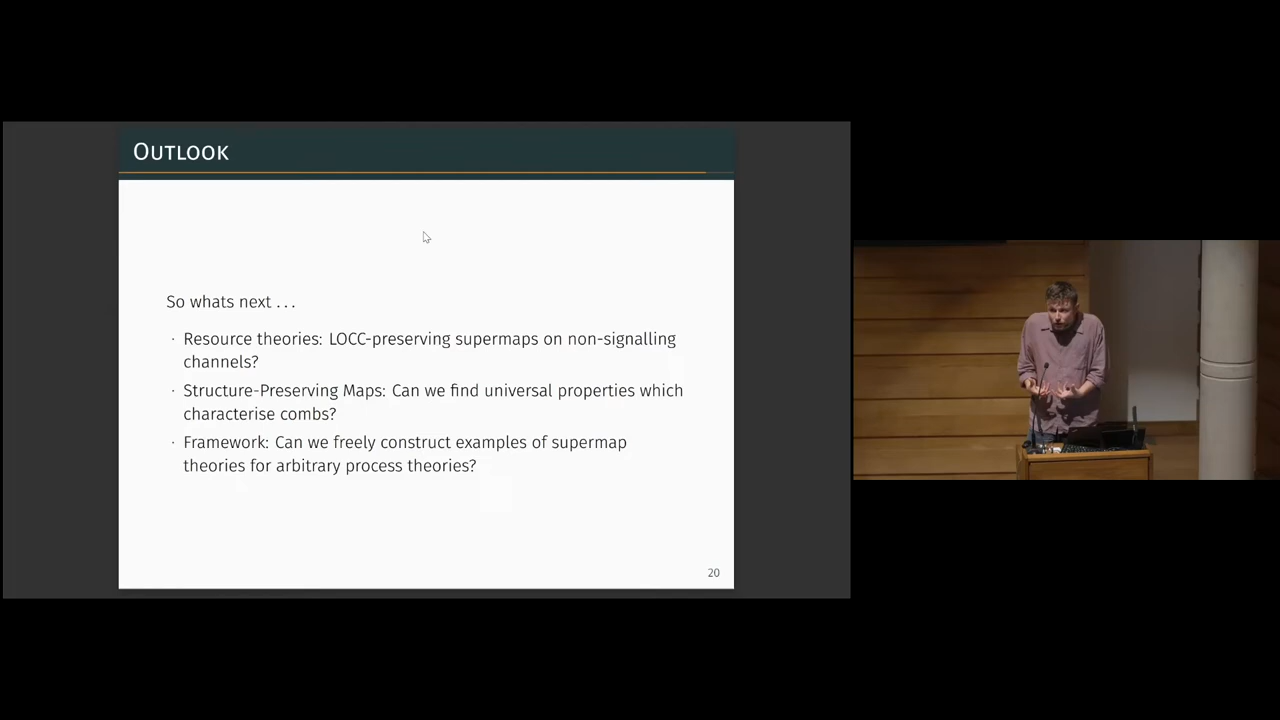 OUTLOOK
So whats next . . .
· Resource theories: LOCC-preserving supermaps on non-signalling
channels?
· Structure-Preserving Maps: Can we find universal properties which
characterise combs?
· Framework: Can we freely construct examples of supermap
theories for arbitrary process theories?
20